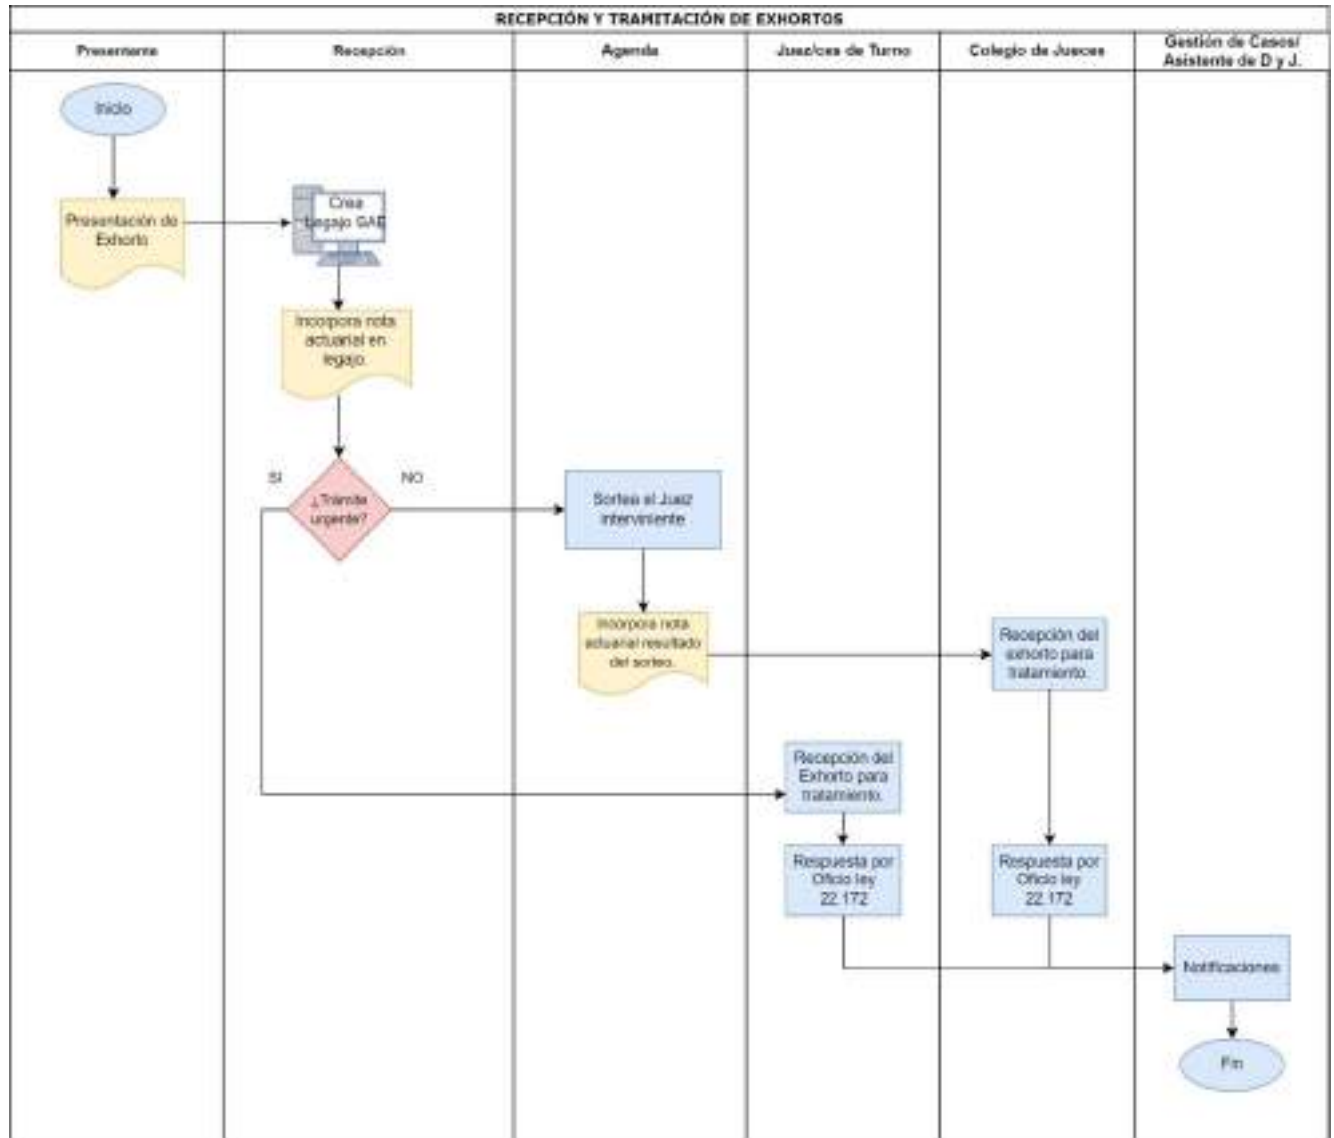 RECEPCIÓN Y TRAMITACIÓN DE EXHORTOS
Presentante
Recepción
Agenda
Juez/ces de Turno
Colegio de Jueces
Gestión de Casos/
Asistente de D y J.
Inicio
Presentación de
Exhorto
Crea
Legajo GAE
Incorpora nota
actuarial en
legajo.
SI
NO
¿Trámite
urgente?
Sortea el Juez
interviniente
Incorpora nota
actuarial resultado
del sorteo.
Recepción del
exhorto para
tratamiento.
Recepción del
Exhorto para
tratamiento.
Respuesta por
Oficio ley
22.172
Respuesta por
Oficio ley
22.172
Notificaciones
Fin